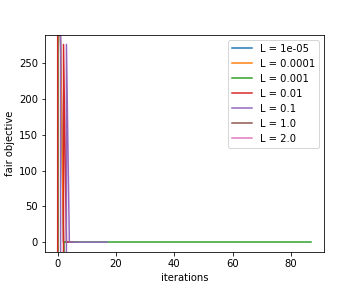 L = 1e-05
L = 0.0001
L = 0.001
L = 0.01
L = 0.1
L = 1.0
L = 2.0
fair objective
250
200
150
100
50
0
0 20 40 60 80
iterations